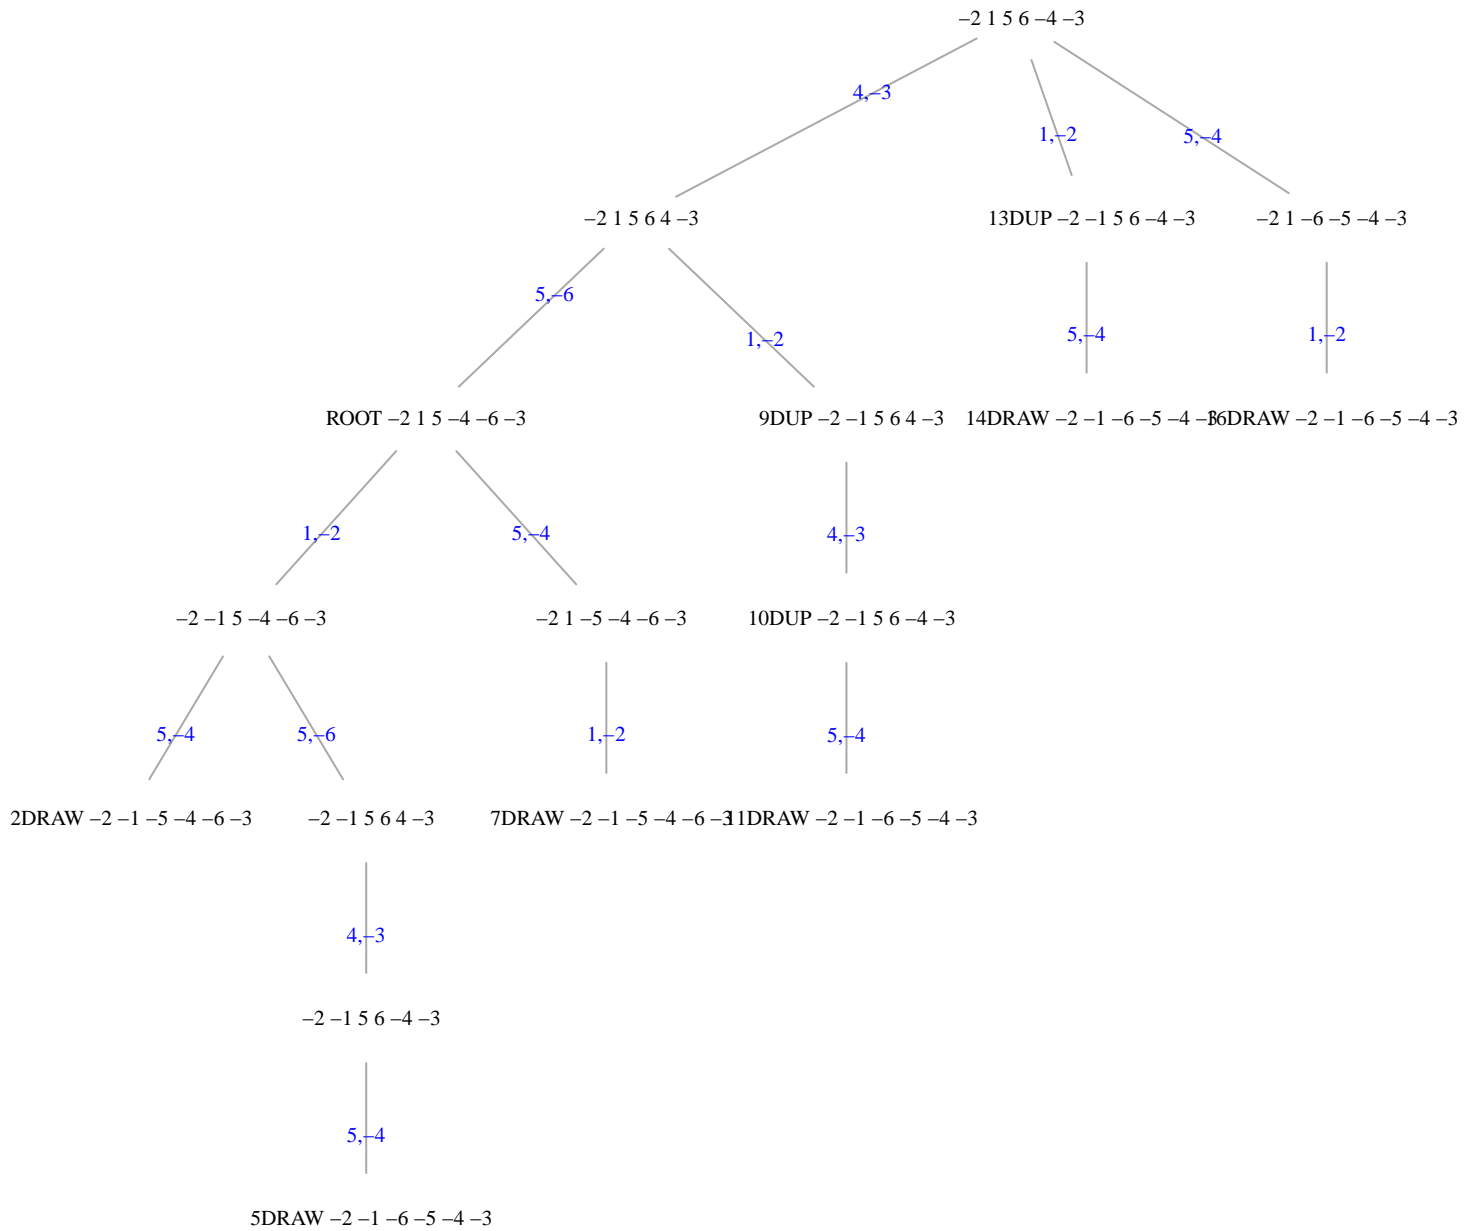 –2 1 5 6 –4 –3
4,–3
1,–2
5,–4
–2 1 5 6 4 –3
13DUP –2 –1 5 6 –4 –3
–2 1 –6 –5 –4 –3
5,–6
1,–2
5,–4
1,–2
ROOT –2 1 5 –4 –6 –3
9DUP –2 –1 5 6 4 –3
14DRAW –2 –1 –6 –5 –4 –3
16DRAW –2 –1 –6 –5 –4 –3
1,–2
5,–4
4,–3
–2 –1 5 –4 –6 –3
–2 1 –5 –4 –6 –3
10DUP –2 –1 5 6 –4 –3
5,–4
5,–6
1,–2
5,–4
2DRAW –2 –1 –5 –4 –6 –3
–2 –1 5 6 4 –3
7DRAW –2 –1 –5 –4 –6 –3
11DRAW –2 –1 –6 –5 –4 –3
4,–3
–2 –1 5 6 –4 –3
5,–4
5DRAW –2 –1 –6 –5 –4 –3